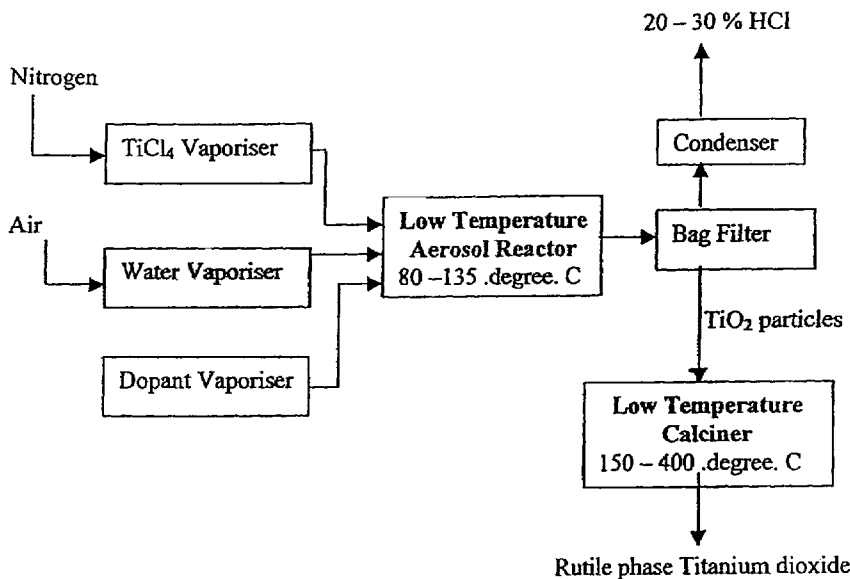 20 – 30 % HCl
Nitrogen
TiCl₄ Vaporiser
Condenser
Air
Low Temperature
Aerosol Reactor
80 –135 .degree. C
Bag Filter
Water Vaporiser
TiO₂ particles
Dopant Vaporiser
Low Temperature
Calciner
150 – 400 .degree. C
Rutile phase Titanium dioxide